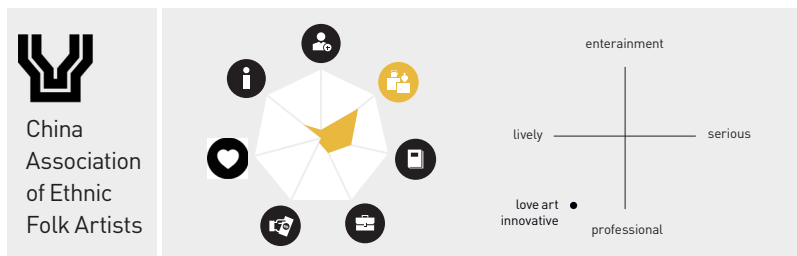 China
Association
of Ethnic
Folk Artists
enterainment
lively
serious
love art
innovative
professional